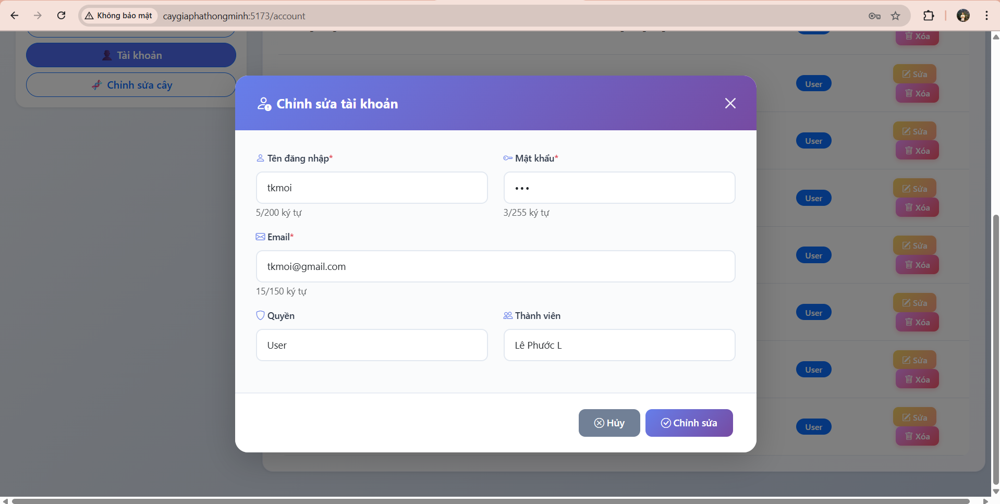 Không bảo mật
caygiaphathongminh:5173/account
Tài khoản
Chỉnh sửa cây
Xóa
User
Sửa
Xóa
User
Sửa
Xóa
User
Sửa
Xóa
User
Sửa
Xóa
User
Sửa
Xóa
User
Sửa
Xóa
User
Sửa
Xóa
Chỉnh sửa tài khoản
Tên đăng nhập*
Mật khẩu*
tkmoi
•••
5/200 ký tự
3/255 ký tự
Email*
tkmoi@gmail.com
15/150 ký tự
Quyền
Thành viên
User
Lê Phước L
Hủy
Chỉnh sửa